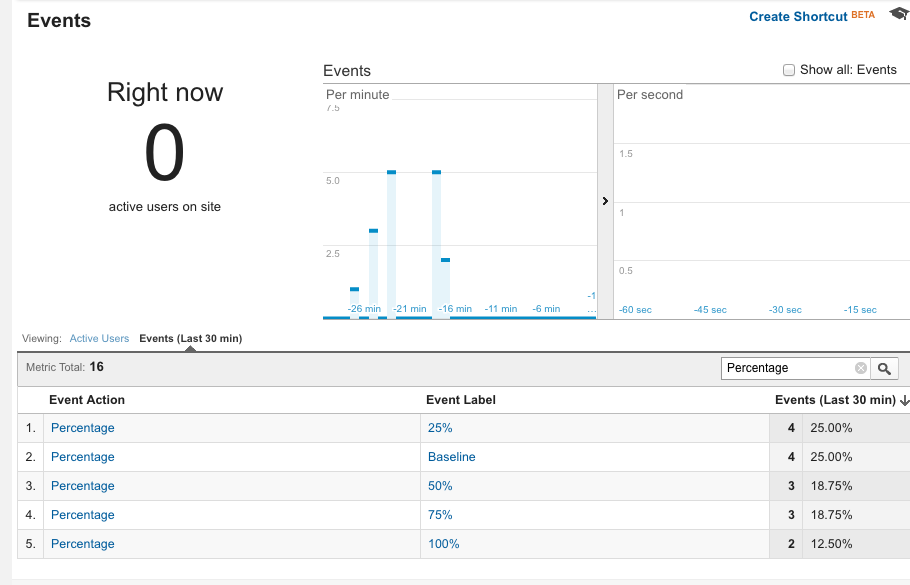 Events
Create Shortcut BETA
Right now
0
active users on site
Events
Show all: Events
Per minute
7.5
5.0
2.5
-26 min -21 min -16 min -11 min -6 min -1
...
Per second
1.5
1
0.5
-60 sec -45 sec -30 sec -15 sec
Viewing: Active Users Events (Last 30 min)
Metric Total: 16
Percentage
Event Action Event Label Events (Last 30 min)
1. Percentage 25% 4 25.00%
2. Percentage Baseline 4 25.00%
3. Percentage 50% 3 18.75%
4. Percentage 75% 3 18.75%
5. Percentage 100% 2 12.50%